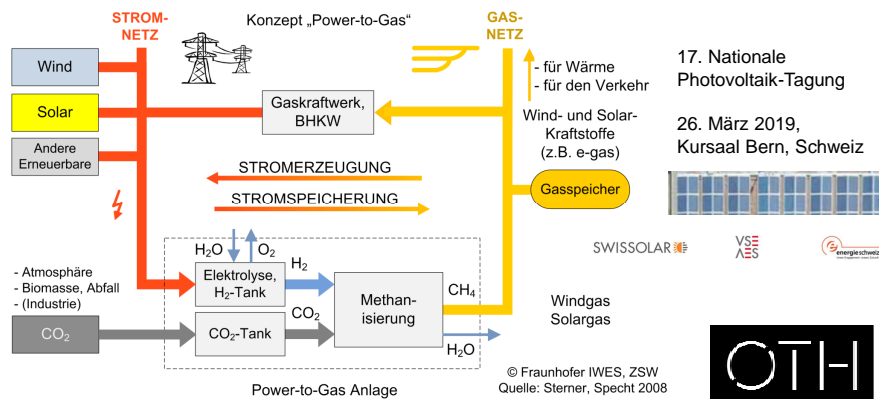 STROM-
NETZ
Konzept „Power-to-Gas“
GAS-
NETZ
Wind
Solar
Andere
Erneuerbare
Gaskraftwerk,
BHKW
- für Wärme
- für den Verkehr
Wind- und Solar-
Kraftstoffe
(z.B. e-gas)
Gasspeicher
STROMERZEUGUNG
STROMSPEICHERUNG
H₂O
O₂
- Atmosphäre
- Biomasse, Abfall
- (Industrie)
CO₂
Elektrolyse,
H₂-Tank
H₂
CO₂-Tank
CO₂
Methan-
isierung
CH₄
H₂O
Power-to-Gas Anlage
Windgas
Solargas
© Fraunhofer IWES, ZSW
Quelle: Sterner, Specht 2008
17. Nationale
Photovoltaik-Tagung
26. März 2019,
Kursaal Bern, Schweiz
SWISSOLAR
VSE
AES
energieschweiz
OTH